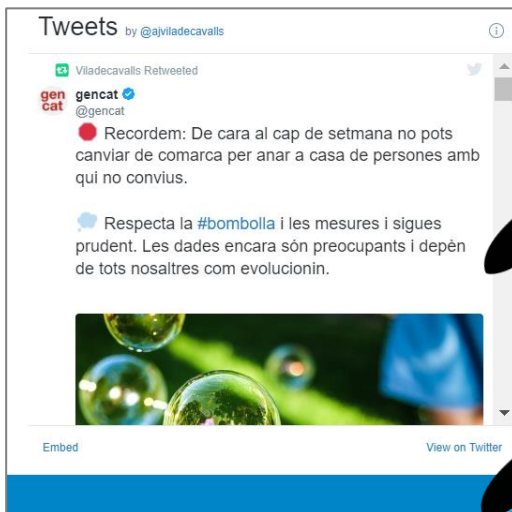 Tweets by @ajviladecavalls
Viladecavalls Retweeted
gen
cat
gencat
@gencat
Recordem: De cara al cap de setmana no pots
canviar de comarca per anar a casa de persones amb
qui no convius.
Respecta la #bombolla i les mesures i sigues
prudent. Les dades encara són preocupants i depèn
de tots nosaltres com evolucionin.
Embed
View on Twitter